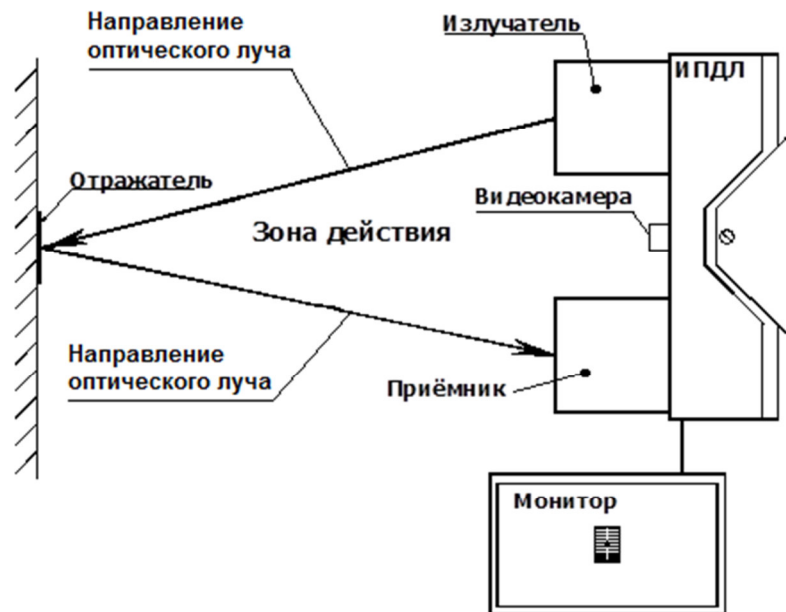 Направление
оптического луча
Излучатель
ИПДЛ
Отражатель
Видеокамера
Зона действия
Направление
оптического луча
Приёмник
Монитор